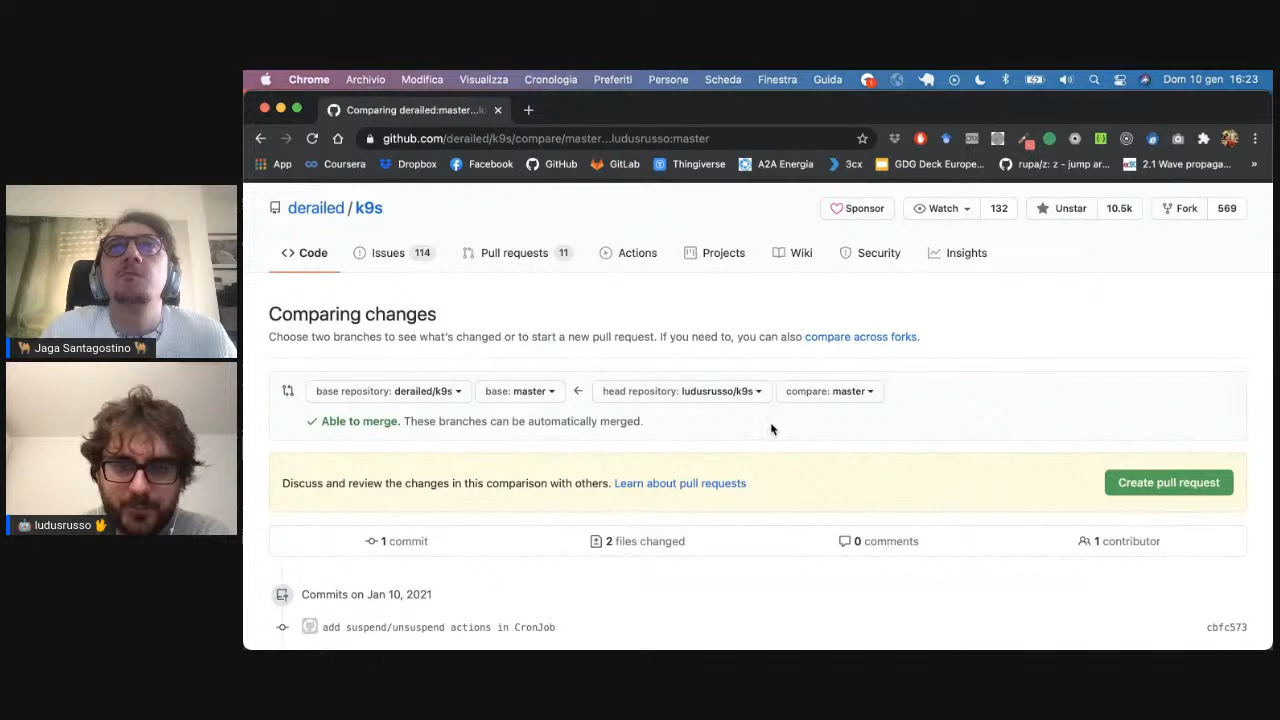 Chrome Archivio Modifica Visualizza Cronologia Preferiti Persone Scheda Finestra Guida Dom 10 gen 16:23
Comparing derailed:master...
github.com/derailed/k9s/compare/master...ludusrusso:master
App Coursera Dropbox Facebook GitHub GitLab Thingiverse A2A Energia 3cx GDG Deck Europe... rupa/z: z - jump ar... 2.1 Wave propaga... »
derailed / k9s
Sponsor Watch 132 Unstar 10.5k Fork 569
<> Code Issues 114 Pull requests 11 Actions Projects Wiki Security Insights
Comparing changes
Choose two branches to see what's changed or to start a new pull request. If you need to, you can also compare across forks.
base repository: derailed/k9s base: master ← head repository: ludusrusso/k9s compare: master
✓ Able to merge. These branches can be automatically merged.
Discuss and review the changes in this comparison with others. Learn about pull requests Create pull request
1 commit 2 files changed 0 comments 1 contributor
Commits on Jan 10, 2021
add suspend/unsuspend actions in CronJob cbfc573
🐫 Jaga Santagostino 🐫
🤖 ludusrusso 🖖